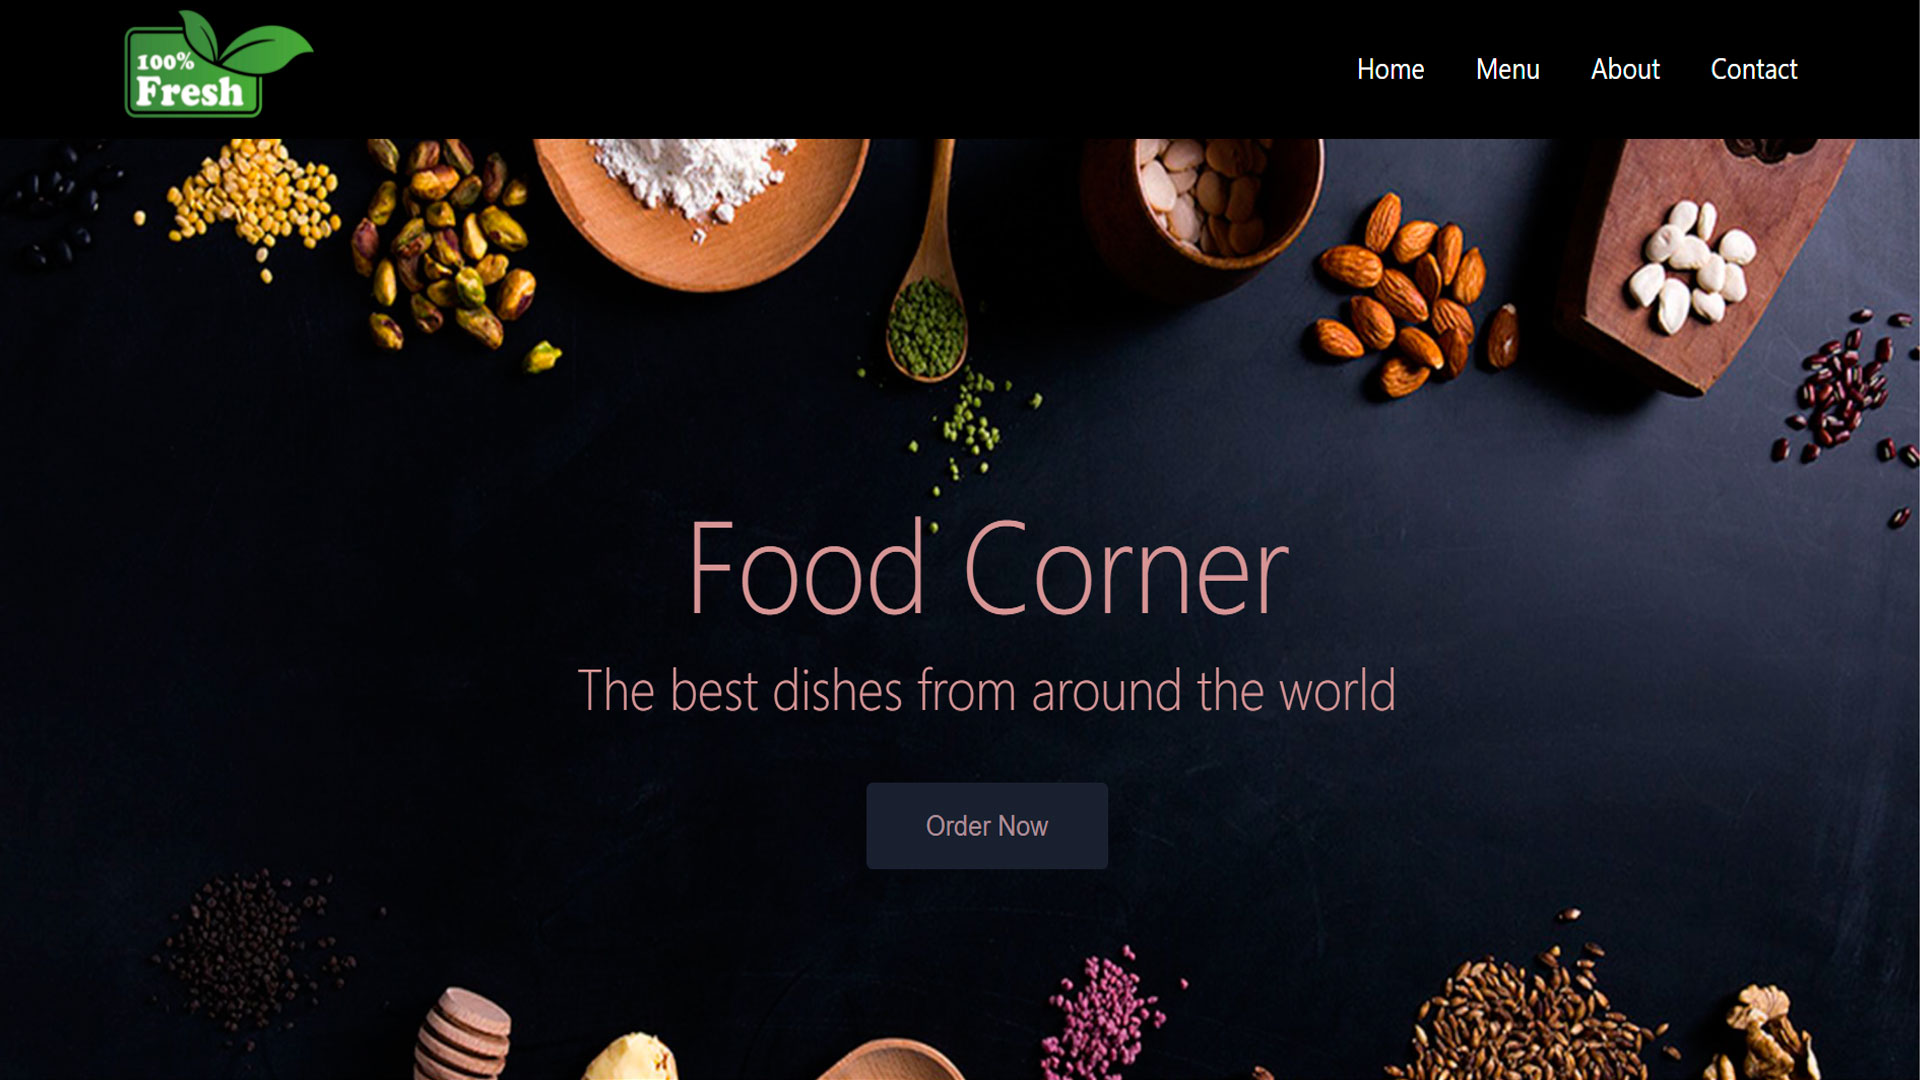 100%
Fresh
Home Menu About Contact
Food Corner
The best dishes from around the world
Order Now